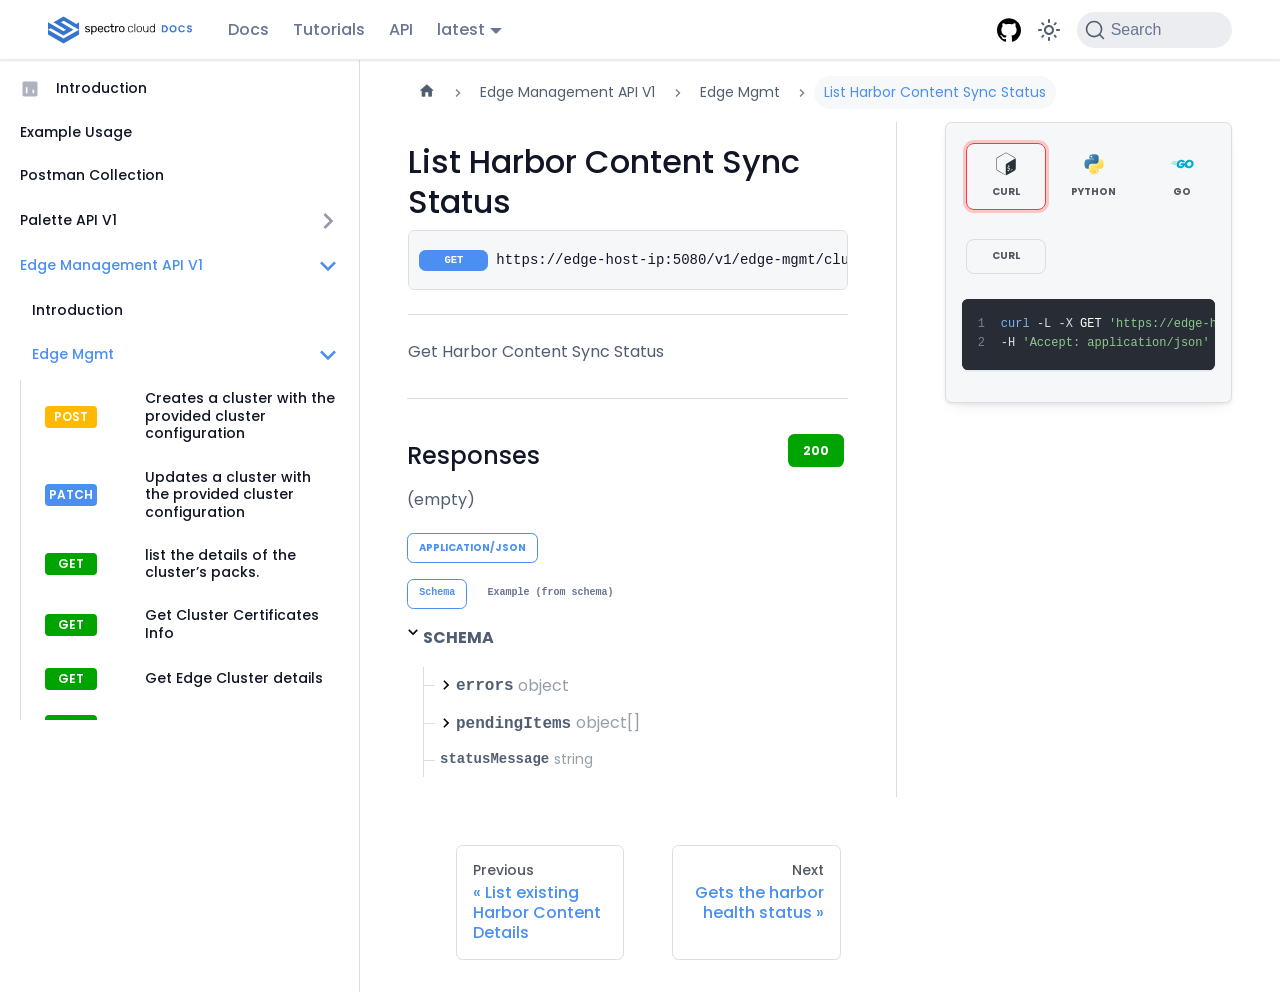 spectro cloud DOCS
Docs
Tutorials
API
latest
Search
Introduction
Example Usage
Postman Collection
Palette API V1
Edge Management API V1
Introduction
Edge Mgmt
POST
Creates a cluster with the
provided cluster
configuration
PATCH
Updates a cluster with
the provided cluster
configuration
GET
list the details of the
cluster’s packs.
GET
Get Cluster Certificates
Info
GET
Get Edge Cluster details
Edge Management API V1
Edge Mgmt
List Harbor Content Sync Status
List Harbor Content Sync
Status
GET https://edge-host-ip:5080/v1/edge-mgmt/clu
Get Harbor Content Sync Status
Responses
200
(empty)
APPLICATION/JSON
Schema
Example (from schema)
SCHEMA
errors object
pendingItems object[]
statusMessage string
Previous
« List existing
Harbor Content
Details
Next
Gets the harbor
health status »
CURL
PYTHON
GO
GO
CURL
1 curl -L -X GET 'https://edge-h
2 -H 'Accept: application/json'